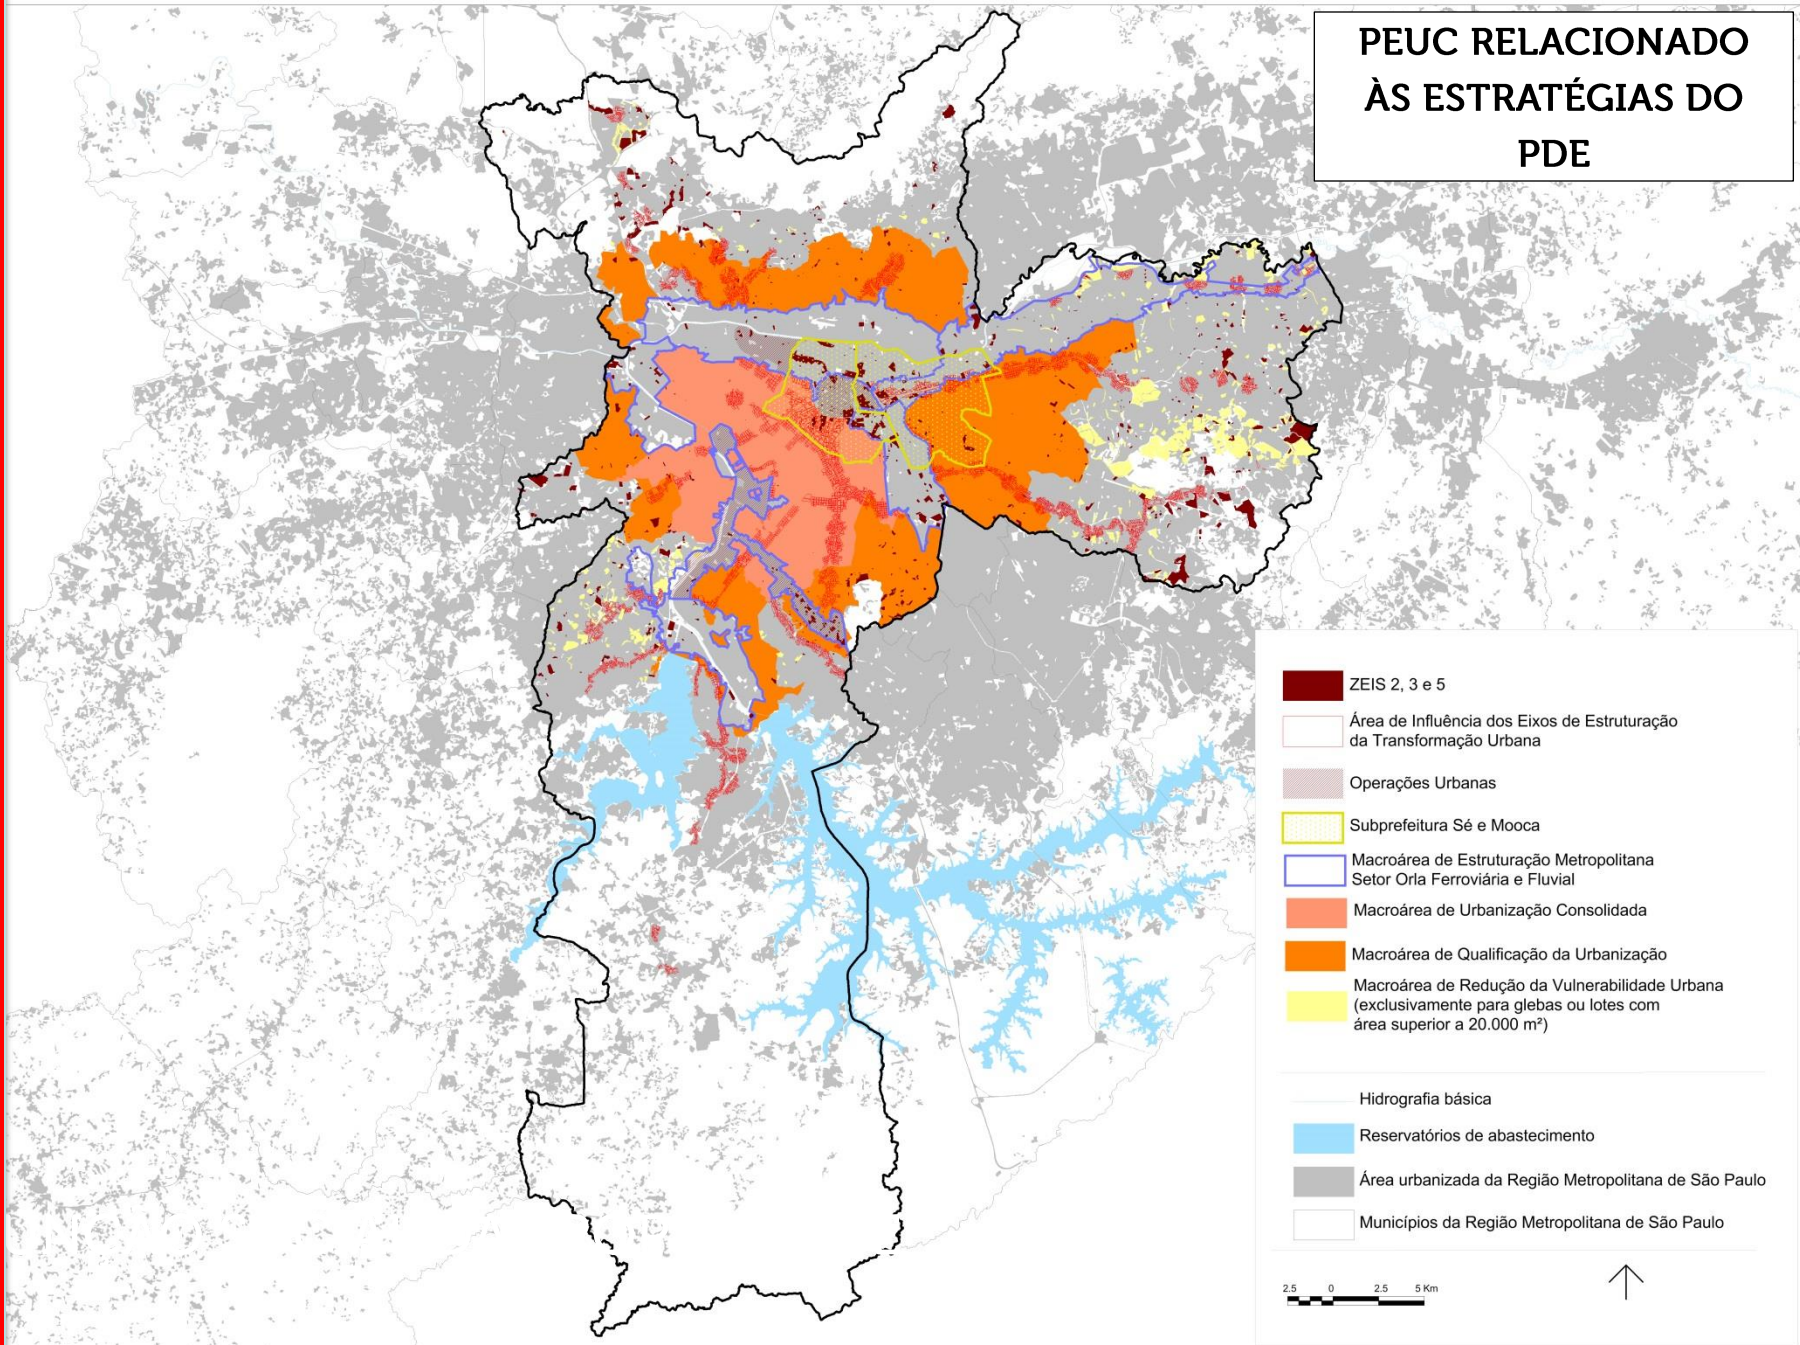 PEUC RELACIONADO
ÀS ESTRATÉGIAS DO
PDE
ZEIS 2, 3 e 5
Área de Influência dos Eixos de Estruturação
da Transformação Urbana
Operações Urbanas
Subprefeitura Sé e Mooca
Macroárea de Estruturação Metropolitana
Setor Orla Ferroviária e Fluvial
Macroárea de Urbanização Consolidada
Macroárea de Qualificação da Urbanização
Macroárea de Redução da Vulnerabilidade Urbana
(exclusivamente para glebas ou lotes com
área superior a 20.000 m²)
Hidrografia básica
Reservatórios de abastecimento
Área urbanizada da Região Metropolitana de São Paulo
Municípios da Região Metropolitana de São Paulo
2.5 0 2.5 5 Km